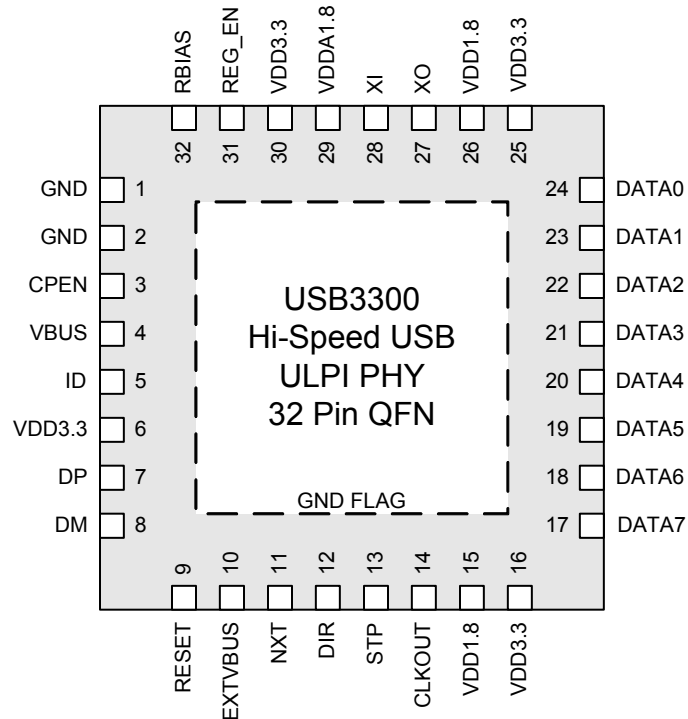 RBIAS
REG_EN
VDD3.3
VDDA1.8
XI
XO
VDD1.8
VDD3.3
32
31
30
29
28
27
26
25
GND 1
GND 2
CPEN 3
VBUS 4
ID 5
VDD3.3 6
DP 7
DM 8
USB3300
Hi-Speed USB
ULPI PHY
32 Pin QFN
GND FLAG
24 DATA0
23 DATA1
22 DATA2
21 DATA3
20 DATA4
19 DATA5
18 DATA6
17 DATA7
9
10
11
12
13
14
15
16
RESET
EXTVBUS
NXT
DIR
STP
CLKOUT
VDD1.8
VDD3.3